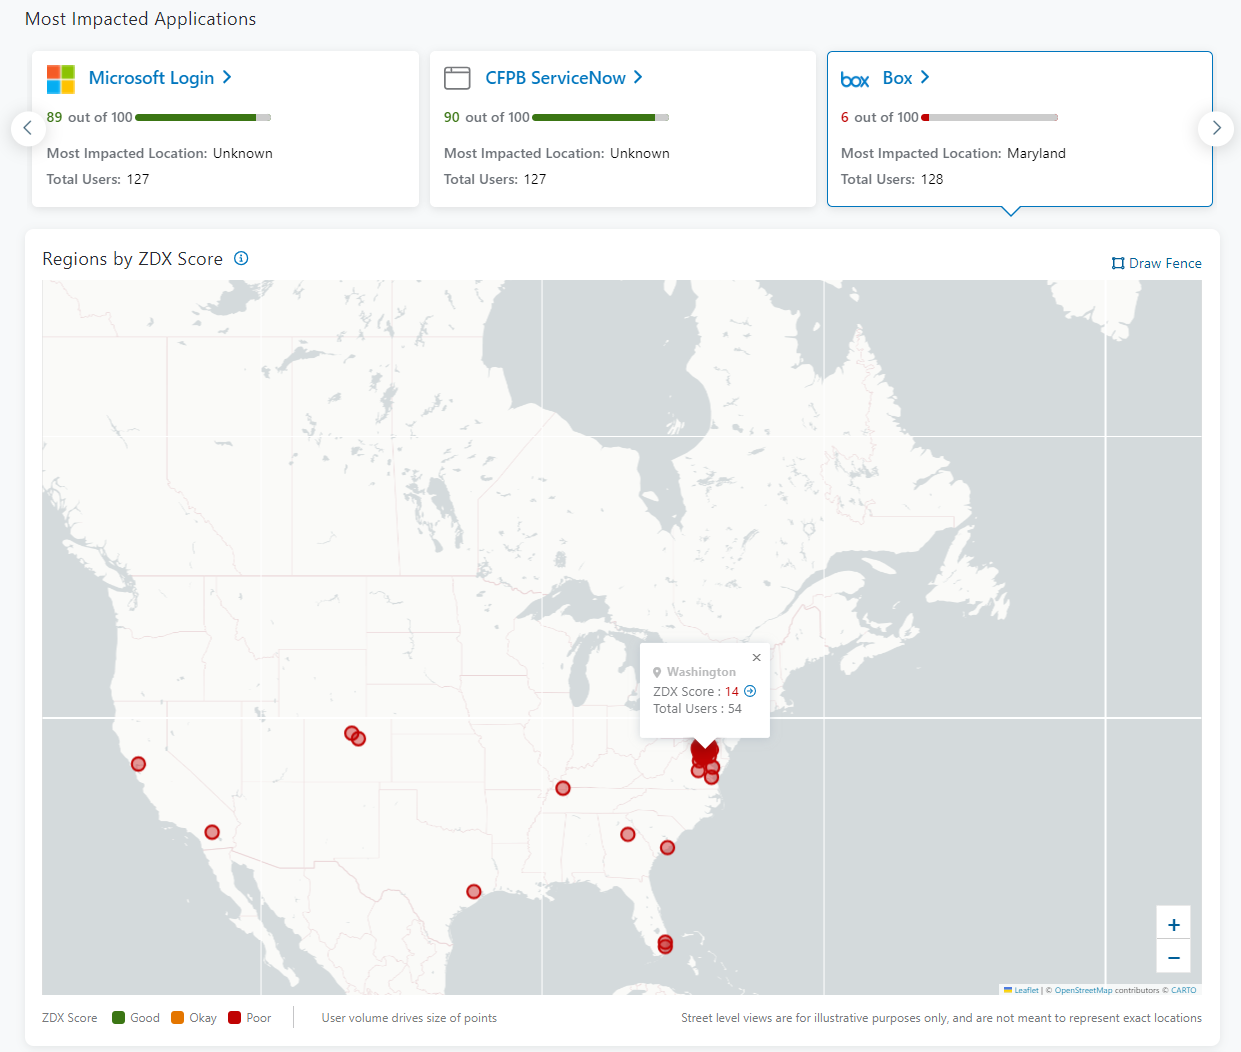 Most Impacted Applications
Microsoft Login
89 out of 100
Most Impacted Location: Unknown
Total Users: 127
CFPB ServiceNow
90 out of 100
Most Impacted Location: Unknown
Total Users: 127
box Box
6 out of 100
Most Impacted Location: Maryland
Total Users: 128
Regions by ZDX Score
Draw Fence
Washington
ZDX Score : 14
Total Users : 54
+
−
Leaflet | © OpenStreetMap contributors © CARTO
ZDX Score Good Okay Poor User volume drives size of points
Street level views are for illustrative purposes only, and are not meant to represent exact locations